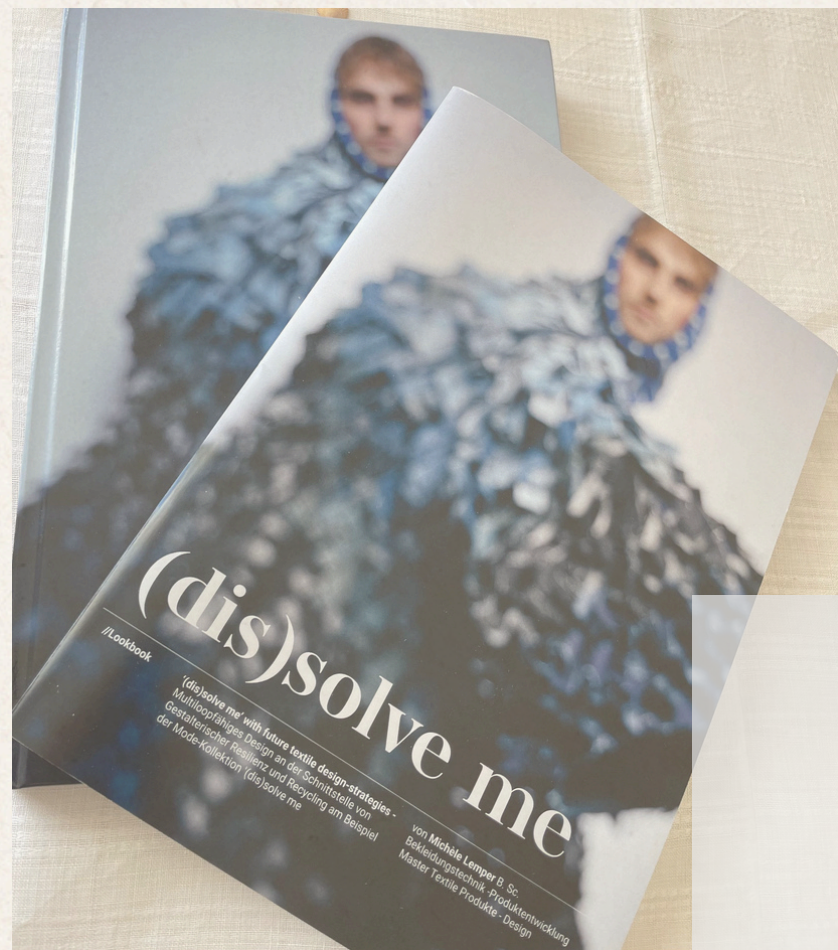 (dis)solve me
//Lookbook
'(dis)solve me' with future textile design-strategies -
Multiloopfähiges Design an der Schnittstelle von
Gestalterischer Resilienz und Recycling am Beispiel
der Mode-Kollektion '(dis)solve me
von Michèle Lemper B. Sc.
Bekleidungstechnik -Produktentwicklung
Master Textile Produkte - Design